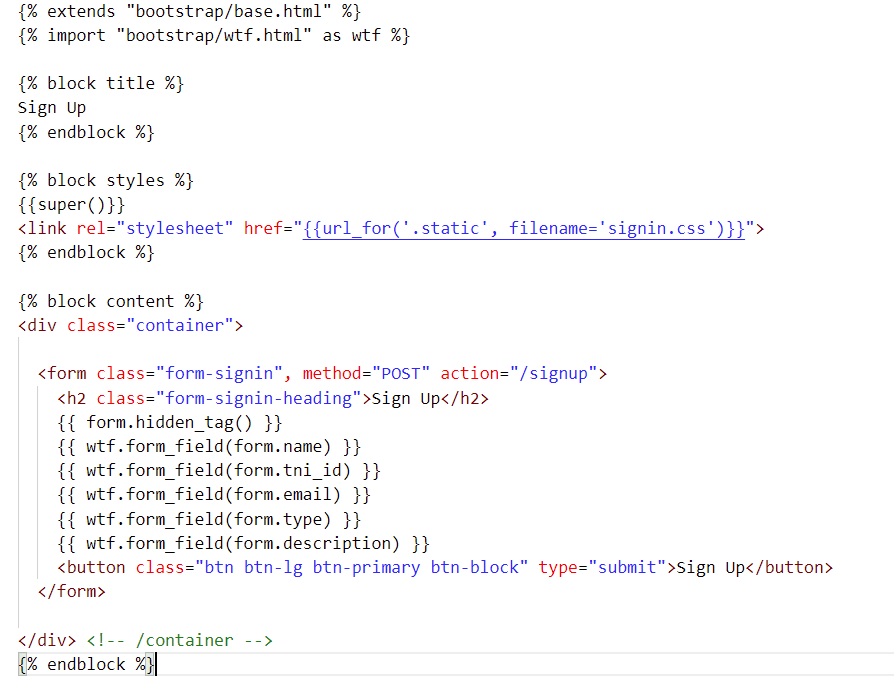 {% extends "bootstrap/base.html" %}
{% import "bootstrap/wtf.html" as wtf %}

{% block title %}
Sign Up
{% endblock %}

{% block styles %}
{{super()}}
<link rel="stylesheet" href="{{url_for('.static', filename='signin.css')}}">
{% endblock %}

{% block content %}
<div class="container">

  <form class="form-signin", method="POST" action="/signup">
    <h2 class="form-signin-heading">Sign Up</h2>
    {{ form.hidden_tag() }}
    {{ wtf.form_field(form.name) }}
    {{ wtf.form_field(form.tni_id) }}
    {{ wtf.form_field(form.email) }}
    {{ wtf.form_field(form.type) }}
    {{ wtf.form_field(form.description) }}
    <button class="btn btn-lg btn-primary btn-block" type="submit">Sign Up</button>
  </form>

</div> <!-- /container -->
{% endblock %}